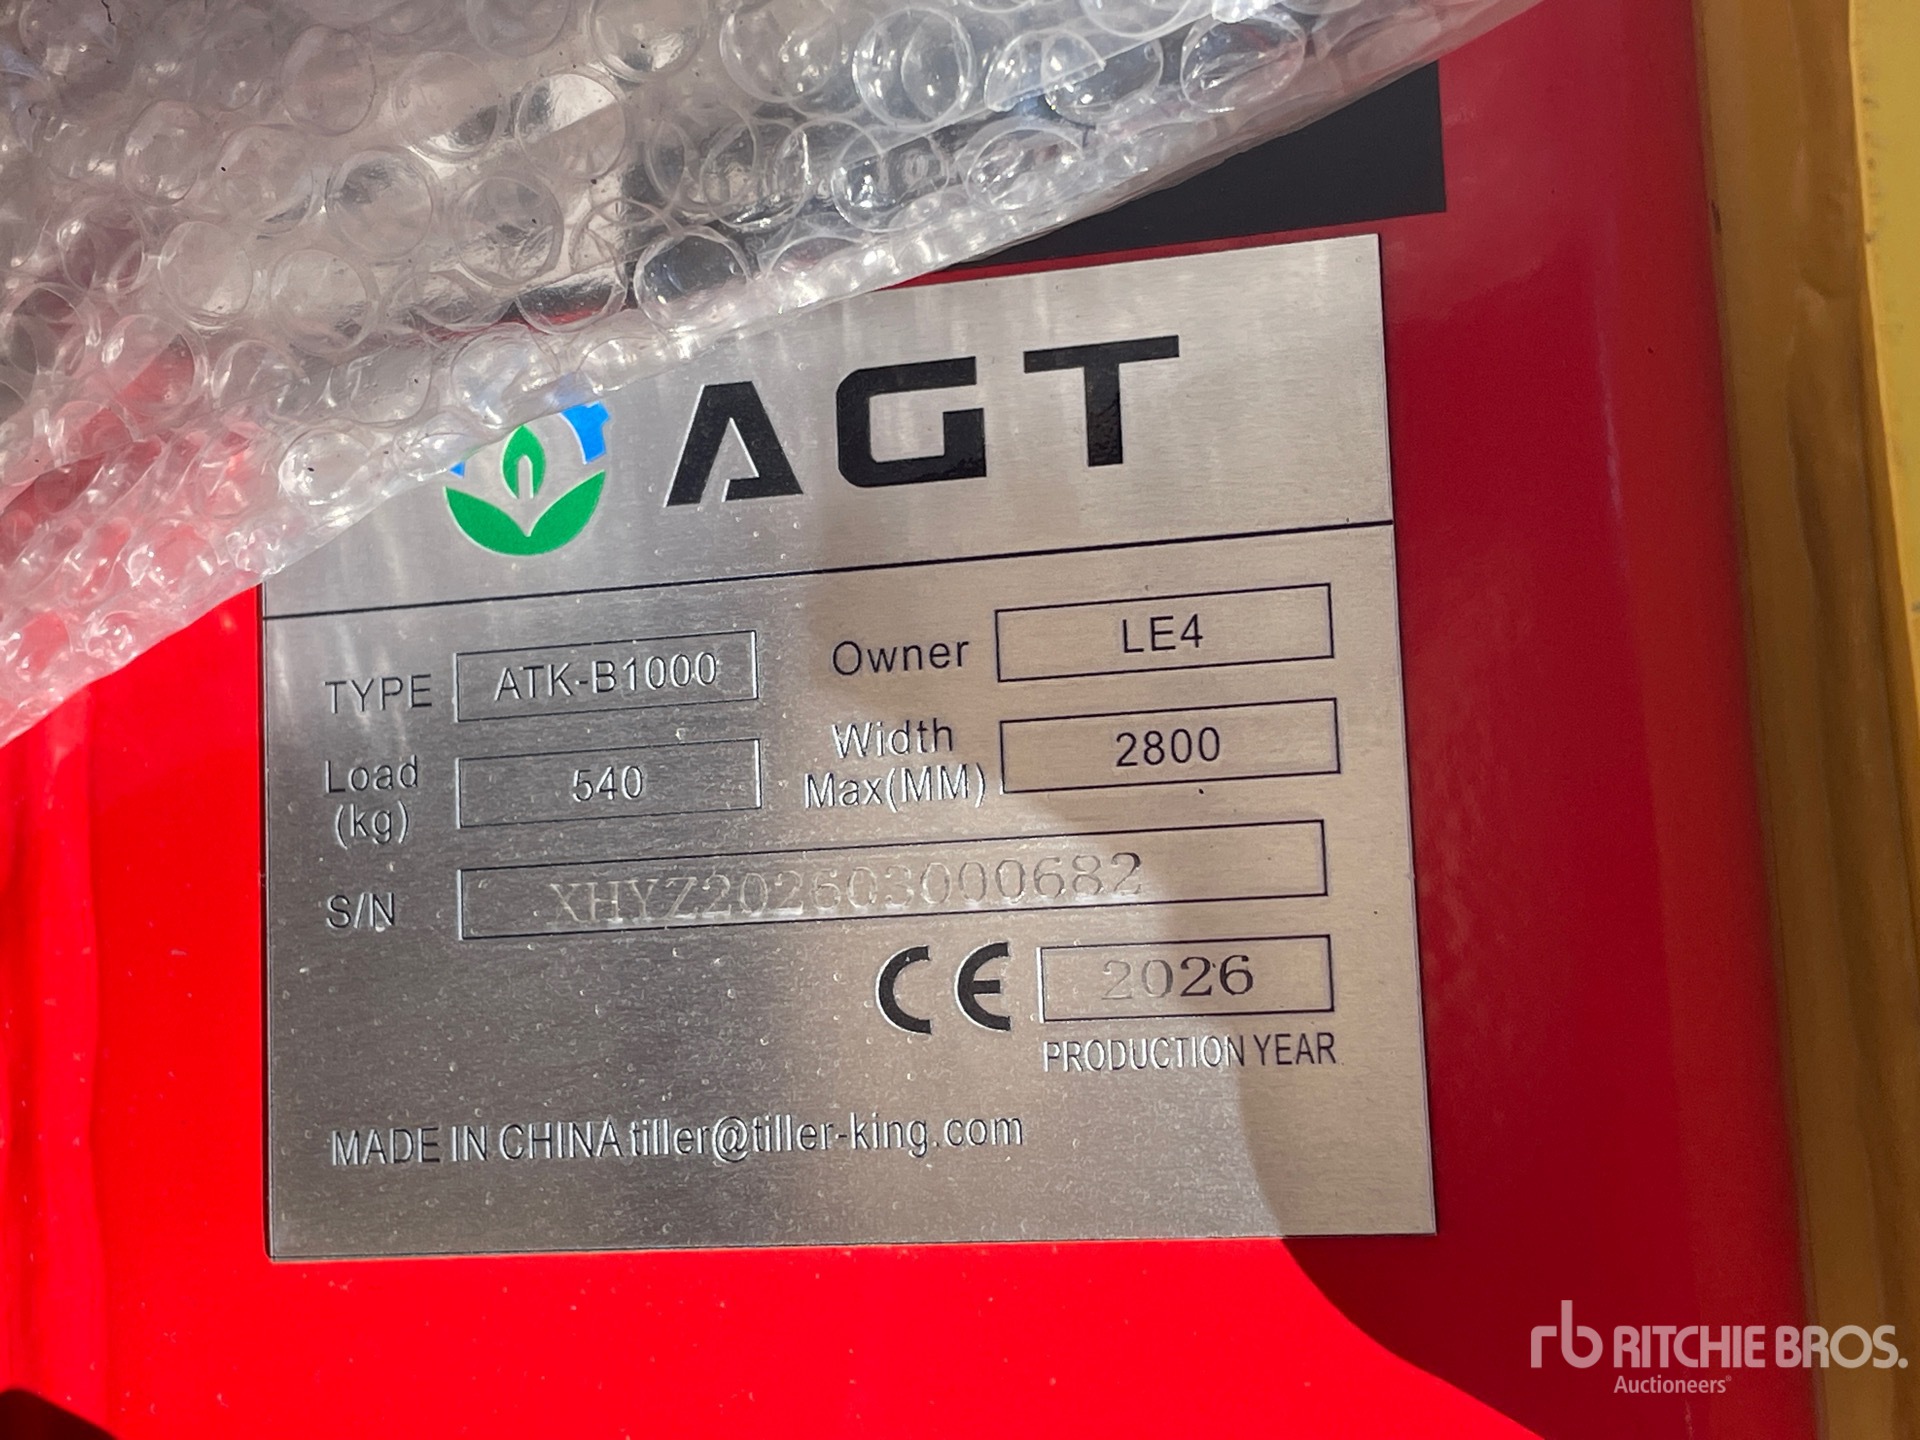 AGT
TYPE ATK-B1000 Owner LE4
Load (kg) 540 Width Max(MM) 2800
S/N XHYZ202603000682
CE 2026
PRODUCTION YEAR
MADE IN CHINA tiller@tiller-king.com
rb RITCHIE BROS.
Auctioneers